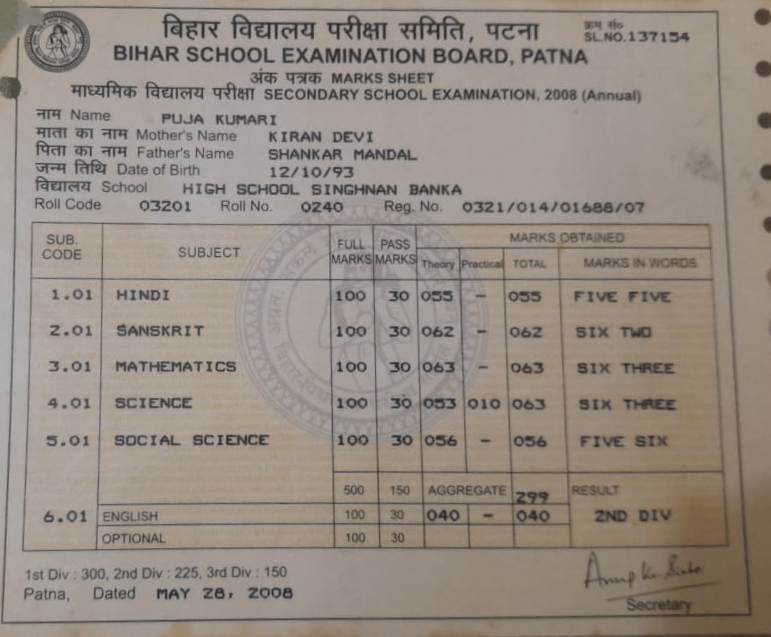 बिहार विद्यालय परीक्षा समिति, पटना
क्रम सं०
SL.NO.137154
BIHAR SCHOOL EXAMINATION BOARD, PATNA
अंक पत्रक MARKS SHEET
माध्यमिक विद्यालय परीक्षा SECONDARY SCHOOL EXAMINATION, 2008 (Annual)
नाम Name PUJA KUMARI
माता का नाम Mother's Name KIRAN DEVI
पिता का नाम Father's Name SHANKAR MANDAL
जन्म तिथि Date of Birth 12/10/93
विद्यालय School HIGH SCHOOL SINGHNAN BANKA
Roll Code 03201 Roll No. 0240 Reg. No. 0321/014/01688/07
SUB. CODE SUBJECT FULL MARKS PASS MARKS MARKS OBTAINED
Theory Practical TOTAL MARKS IN WORDS
1.01 HINDI 100 30 055 - 055 FIVE FIVE
2.01 SANSKRIT 100 30 062 - 062 SIX TWO
3.01 MATHEMATICS 100 30 063 - 063 SIX THREE
4.01 SCIENCE 100 30 053 010 063 SIX THREE
5.01 SOCIAL SCIENCE 100 30 056 - 056 FIVE SIX
500 150 AGGREGATE 299 RESULT
6.01 ENGLISH 100 30 040 - 040 2ND DIV
OPTIONAL 100 30
1st Div : 300, 2nd Div : 225, 3rd Div : 150
Patna, Dated MAY 28, 2008
Secretary